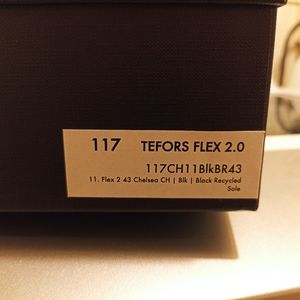 117 TEFORS FLEX 2.0
117CH11BlkBR43
11. Flex 2 43 Chelsea CH | Blk | Black Recycled
Sole